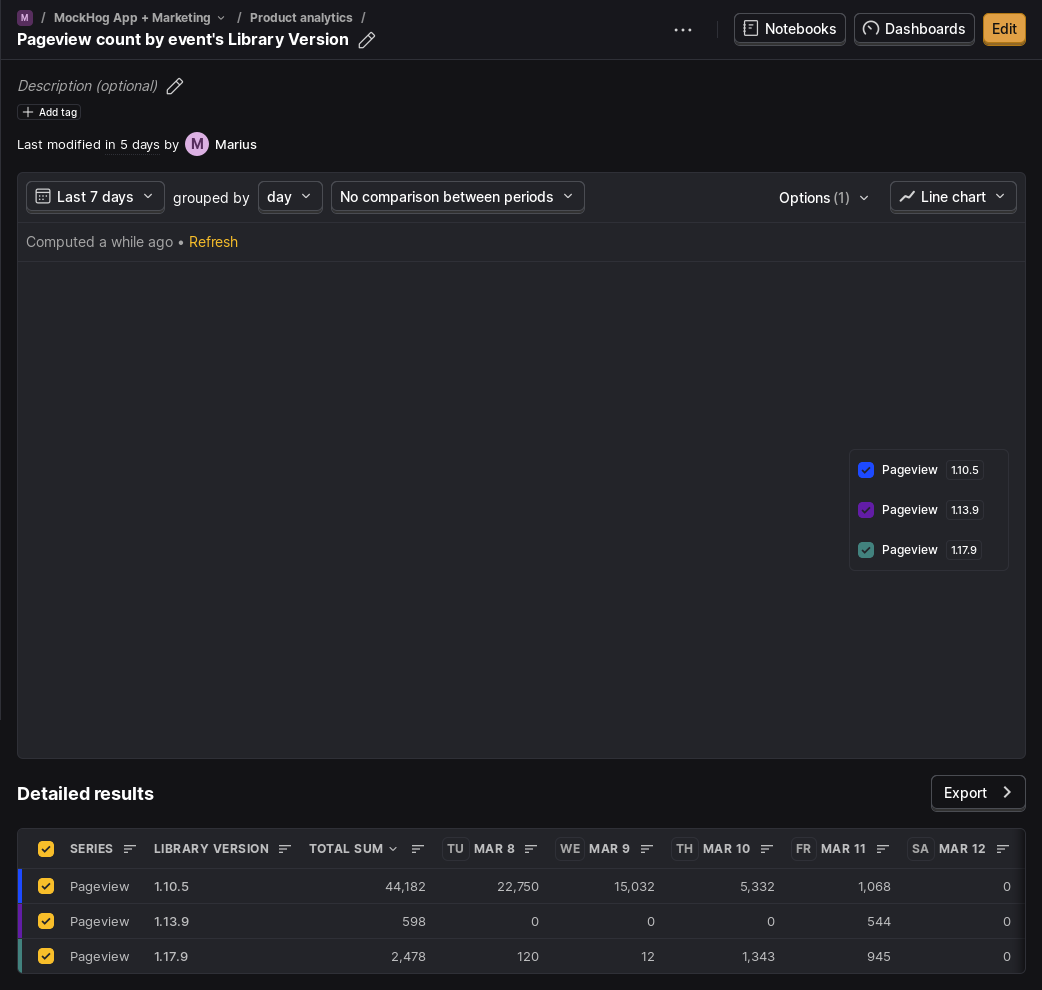 M / MockHog App + Marketing / Product analytics /
Pageview count by event's Library Version
Notebooks Dashboards Edit
Description (optional)
Add tag
Last modified in 5 days by M Marius
Last 7 days grouped by day No comparison between periods Options (1) Line chart
Computed a while ago • Refresh
Pageview 1.10.5
Pageview 1.13.9
Pageview 1.17.9
Detailed results Export
SERIES LIBRARY VERSION TOTAL SUM TU MAR 8 WE MAR 9 TH MAR 10 FR MAR 11 SA MAR 12
Pageview 1.10.5 44,182 22,750 15,032 5,332 1,068 0
Pageview 1.13.9 598 0 0 0 544 0
Pageview 1.17.9 2,478 120 12 1,343 945 0